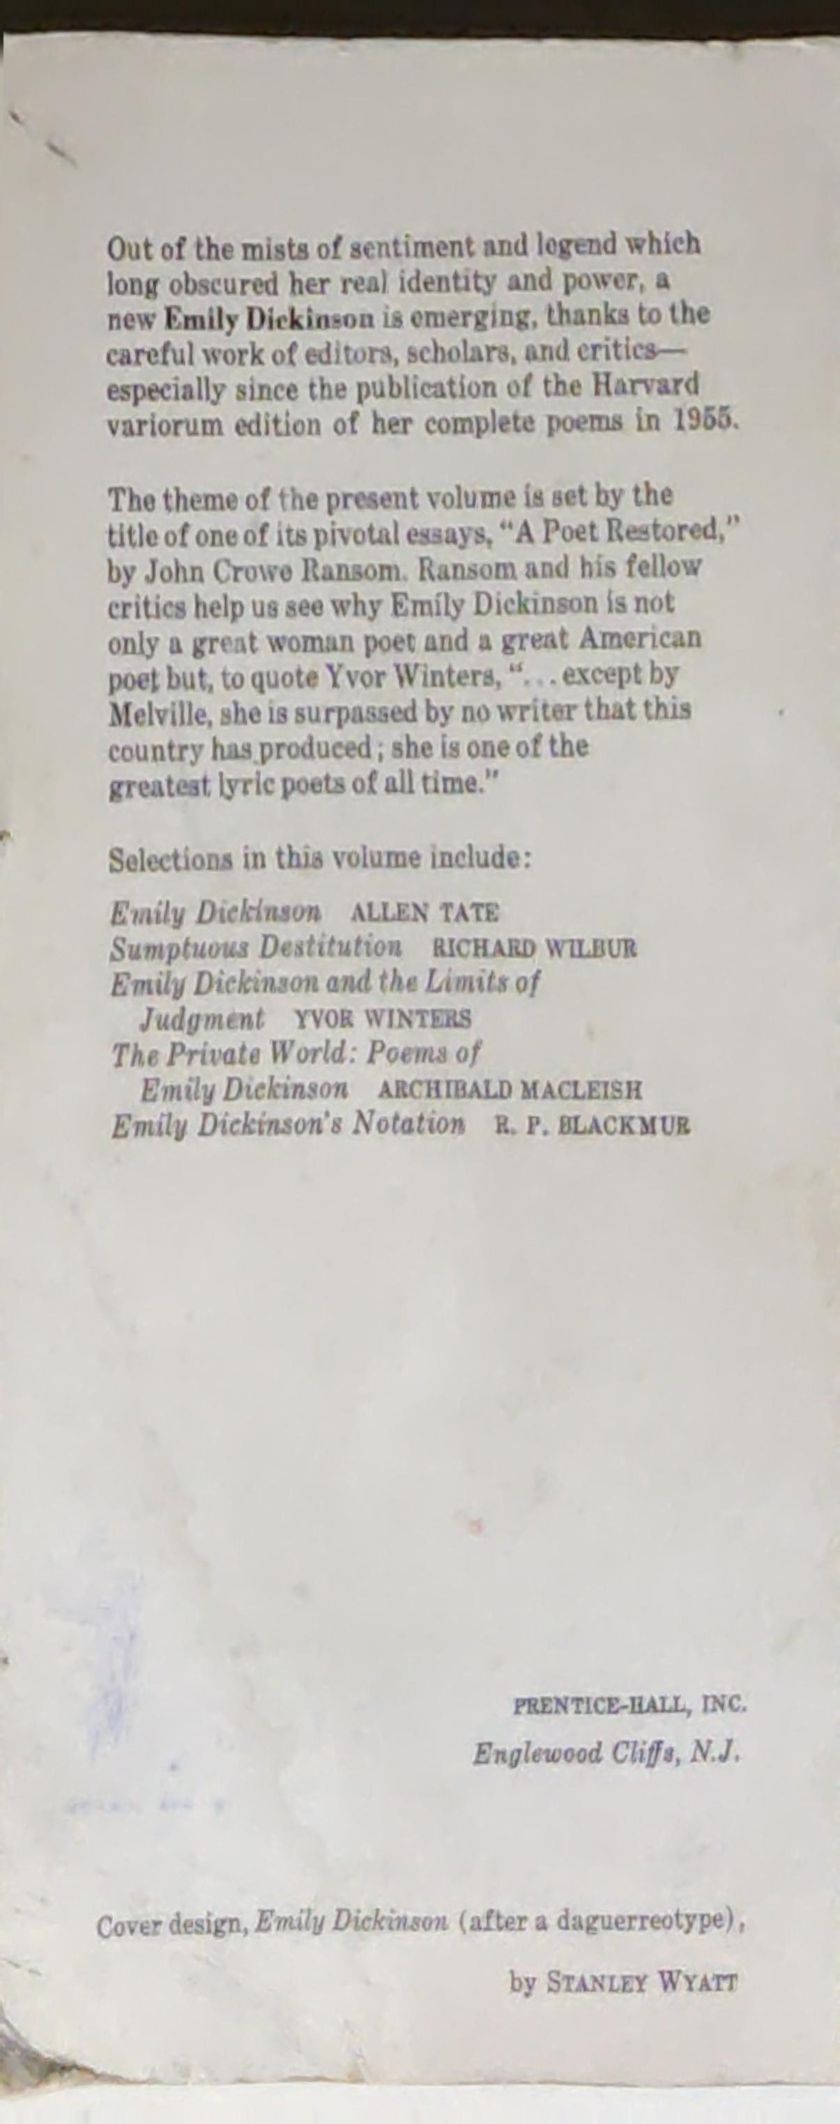 Out of the mists of sentiment and legend which
long obscured her real identity and power, a
new Emily Dickinson is emerging, thanks to the
careful work of editors, scholars, and critics—
especially since the publication of the Harvard
variorum edition of her complete poems in 1955.
The theme of the present volume is set by the
title of one of its pivotal essays, “A Poet Restored,”
by John Crowe Ransom. Ransom and his fellow
critics help us see why Emily Dickinson is not
only a great woman poet and a great American
poet but, to quote Yvor Winters, “. . . except by
Melville, she is surpassed by no writer that this
country has produced; she is one of the
greatest lyric poets of all time.”
Selections in this volume include:
Emily Dickinson ALLEN TATE
Sumptuous Destitution RICHARD WILBUR
Emily Dickinson and the Limits of
Judgment YVOR WINTERS
The Private World: Poems of
Emily Dickinson ARCHIBALD MACLEISH
Emily Dickinson's Notation R. P. BLACKMUR
PRENTICE-HALL, INC.
Englewood Cliffs, N.J.
Cover design, Emily Dickinson (after a daguerreotype),
by STANLEY WYATT